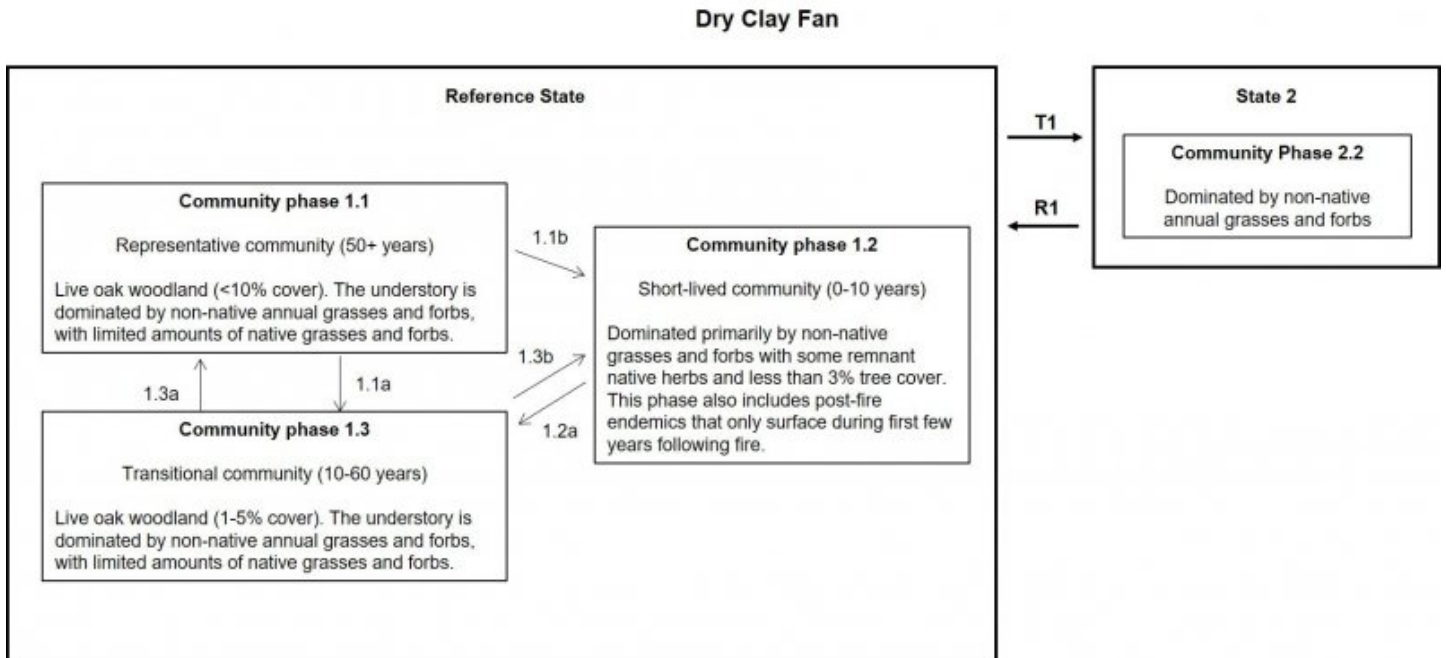 Dry Clay Fan
Reference State
Community phase 1.1
Representative community (50+ years)
Live oak woodland (<10% cover). The understory is
dominated by non-native annual grasses and forbs,
with limited amounts of native grasses and forbs.
1.1b
1.3a
1.1a
1.3b
1.2a
Community phase 1.2
Short-lived community (0-10 years)
Dominated primarily by non-native
grasses and forbs with some remnant
native herbs and less than 3% tree cover.
This phase also includes post-fire
endemics that only surface during first few
years following fire.
Community phase 1.3
Transitional community (10-60 years)
Live oak woodland (1-5% cover). The understory is
dominated by non-native annual grasses and forbs,
with limited amounts of native grasses and forbs.
T1
R1
State 2
Community Phase 2.2
Dominated by non-native
annual grasses and forbs